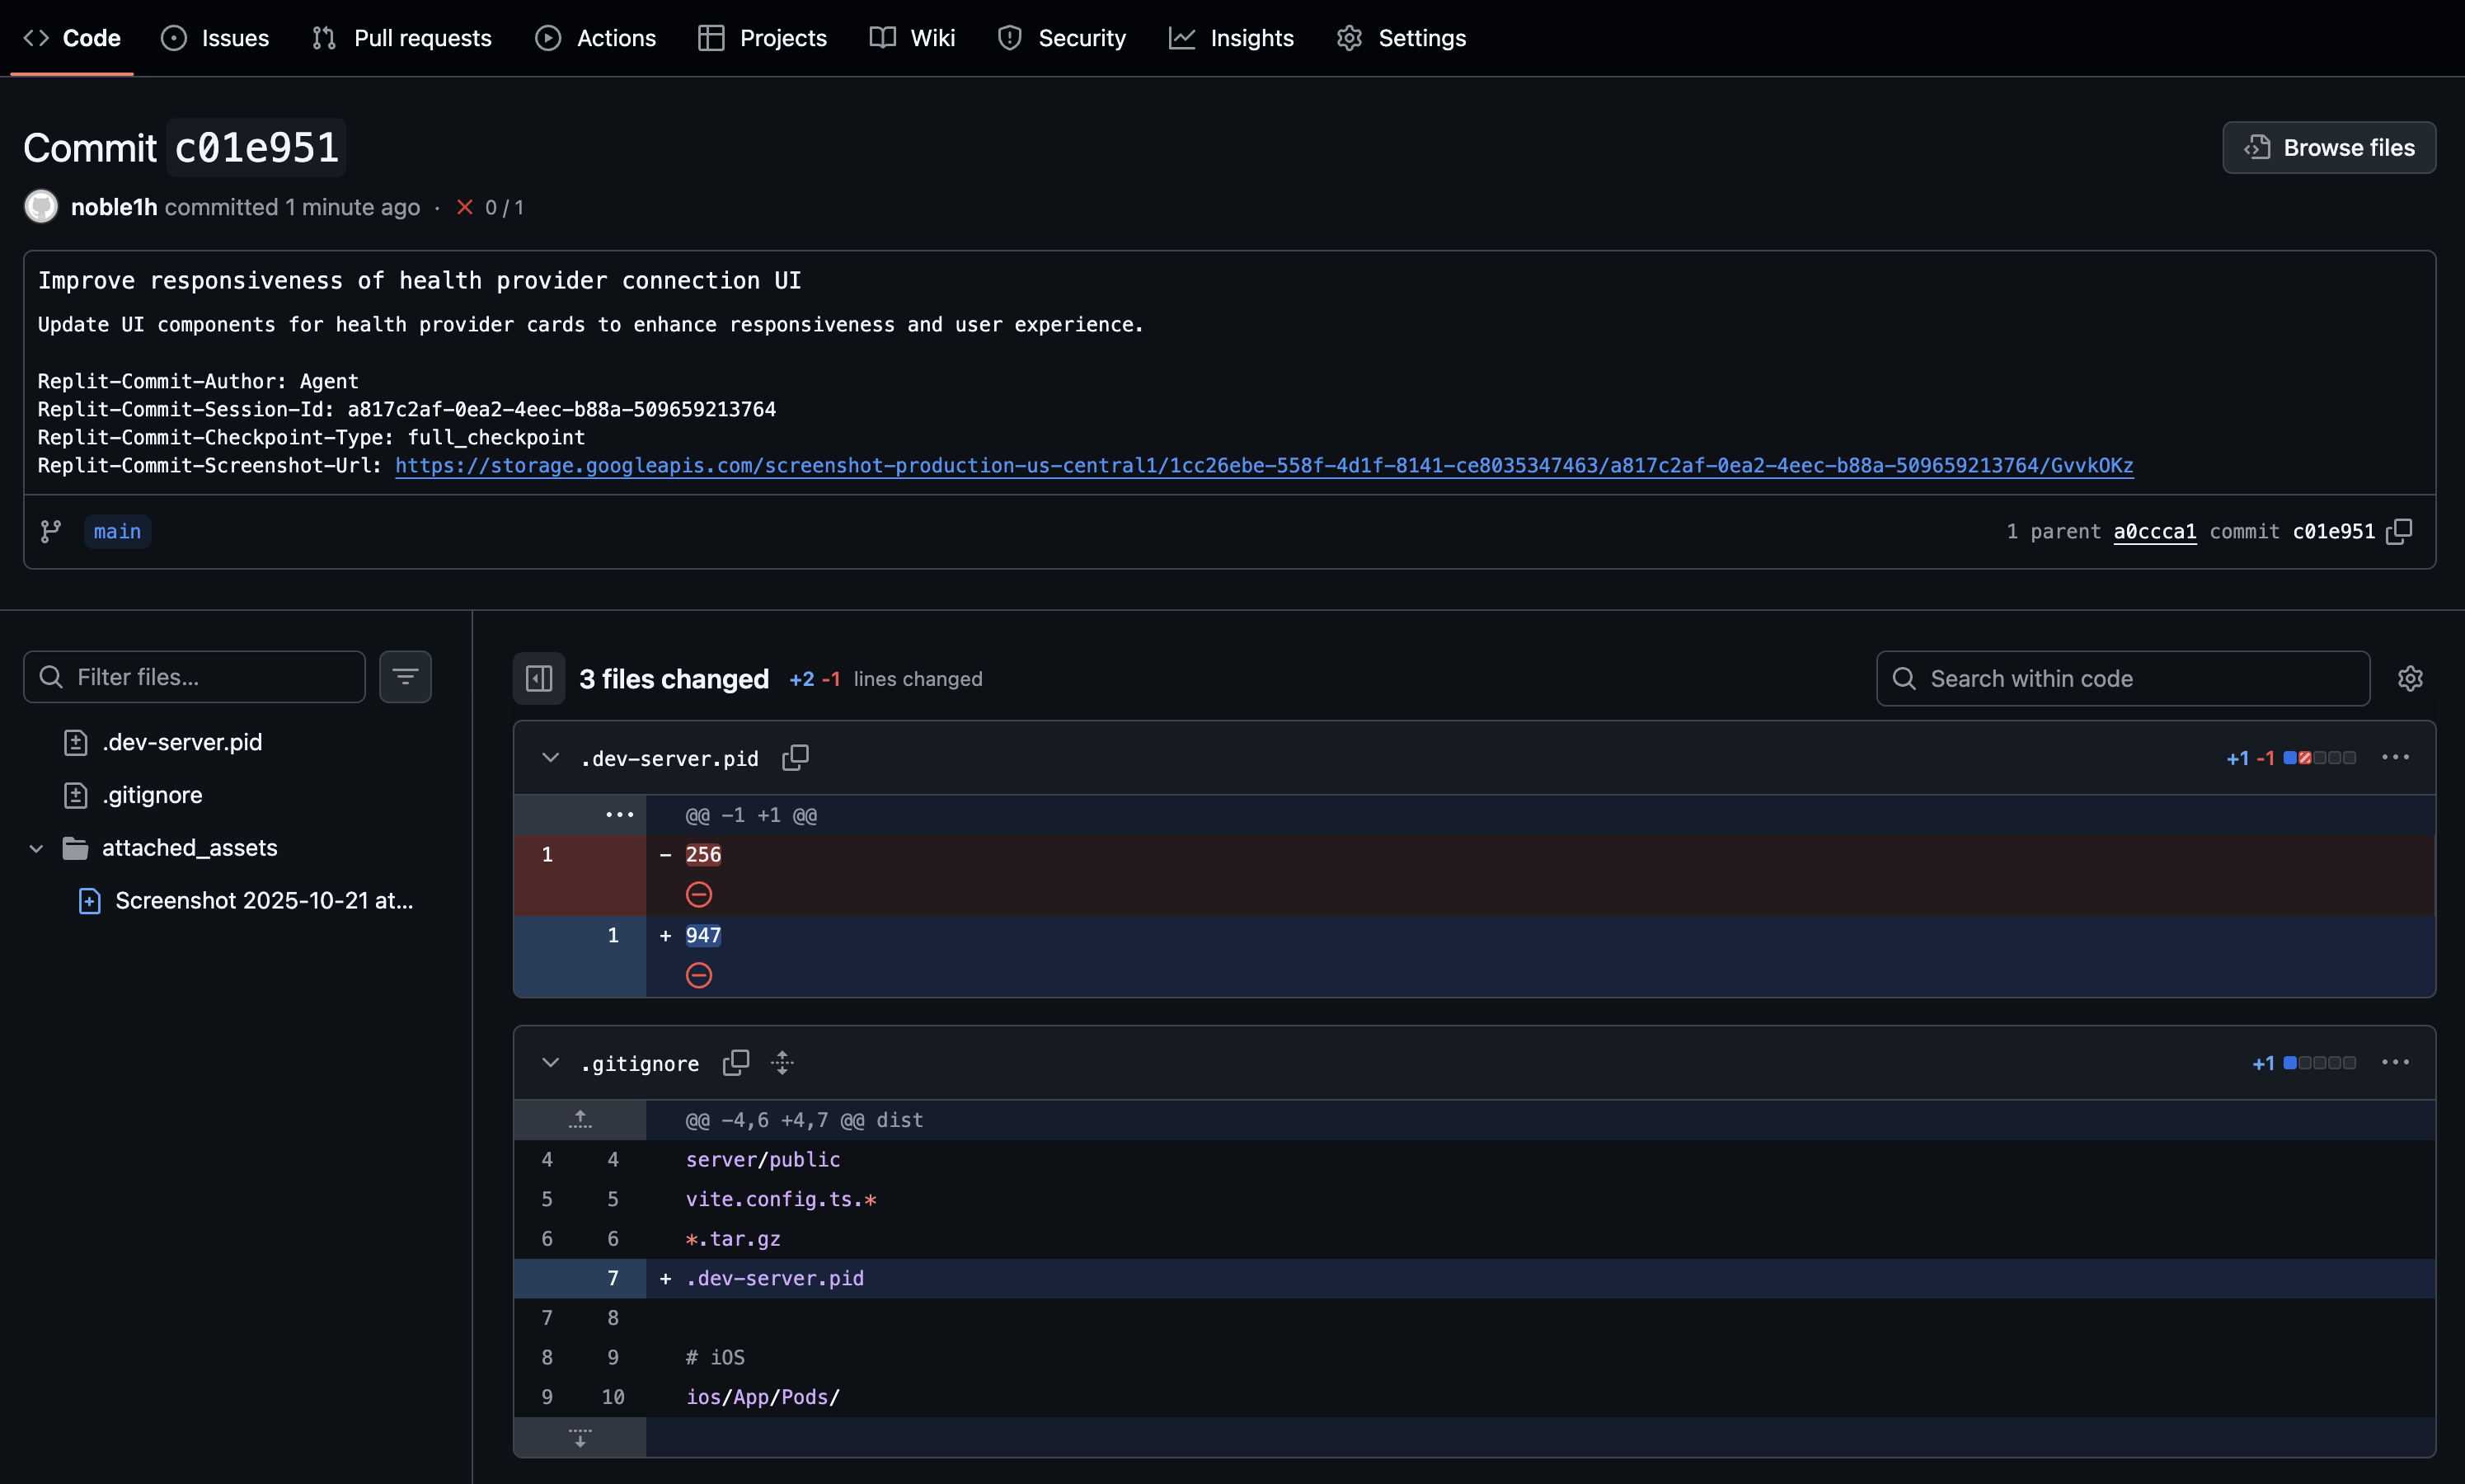 Code Issues Pull requests Actions Projects Wiki Security Insights Settings
Commit c01e951
Browse files
noble1h committed 1 minute ago · 0 / 1
Improve responsiveness of health provider connection UI
Update UI components for health provider cards to enhance responsiveness and user experience.
Replit-Commit-Author: Agent
Replit-Commit-Session-Id: a817c2af-0ea2-4eec-b88a-509659213764
Replit-Commit-Checkpoint-Type: full_checkpoint
Replit-Commit-Screenshot-Url: https://storage.googleapis.com/screenshot-production-us-central1/1cc26ebe-558f-4d1f-8141-ce8035347463/a817c2af-0ea2-4eec-b88a-509659213764/GvvkOKz
main
1 parent a0ccca1 commit c01e951
Filter files...
.dev-server.pid
.gitignore
attached_assets
Screenshot 2025-10-21 at...
3 files changed +2 -1 lines changed
Search within code
.dev-server.pid
+1 -1
@@ -1 +1 @@
1 - 256
1 + 947
.gitignore
+1
@@ -4,6 +4,7 @@ dist
4 4 server/public
5 5 vite.config.ts.*
6 6 *.tar.gz
7 + .dev-server.pid
7 8
8 9 # iOS
9 10 ios/App/Pods/